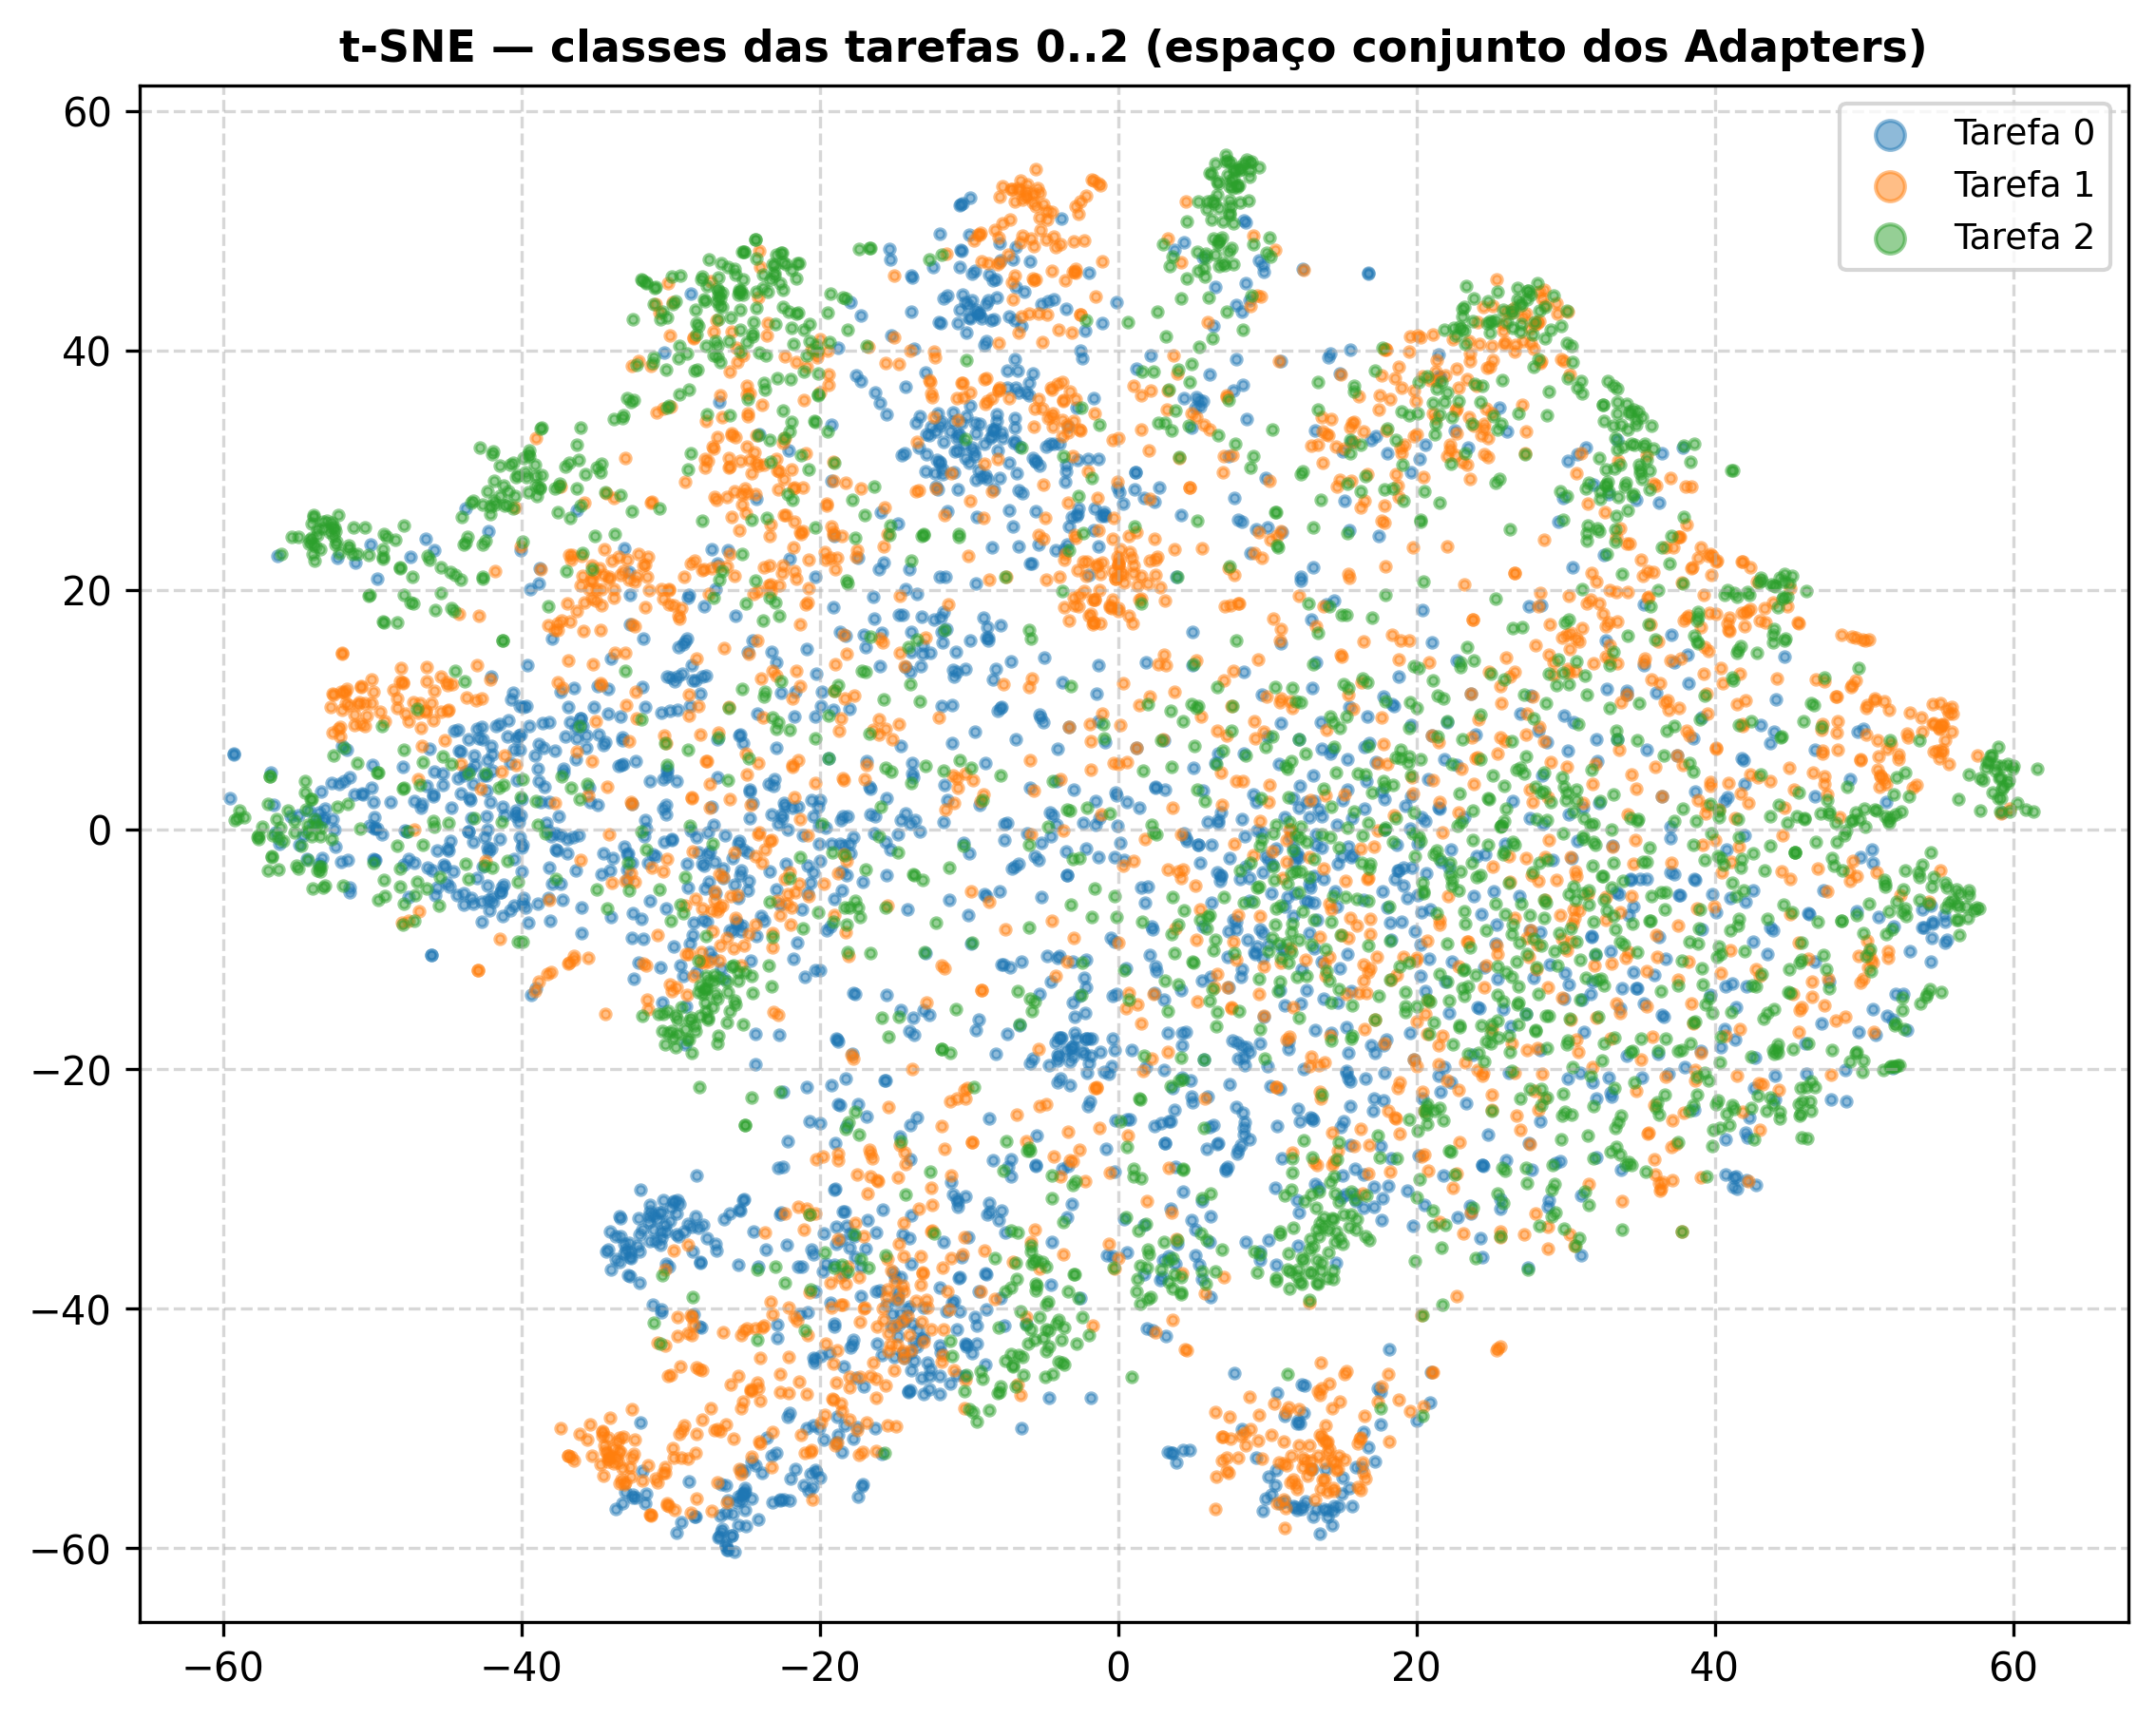 t-SNE — classes das tarefas 0..2 (espaço conjunto dos Adapters)
Tarefa 0
Tarefa 1
Tarefa 2
60
40
20
0
−20
−40
−60
−60 −40 −20 0 20 40 60